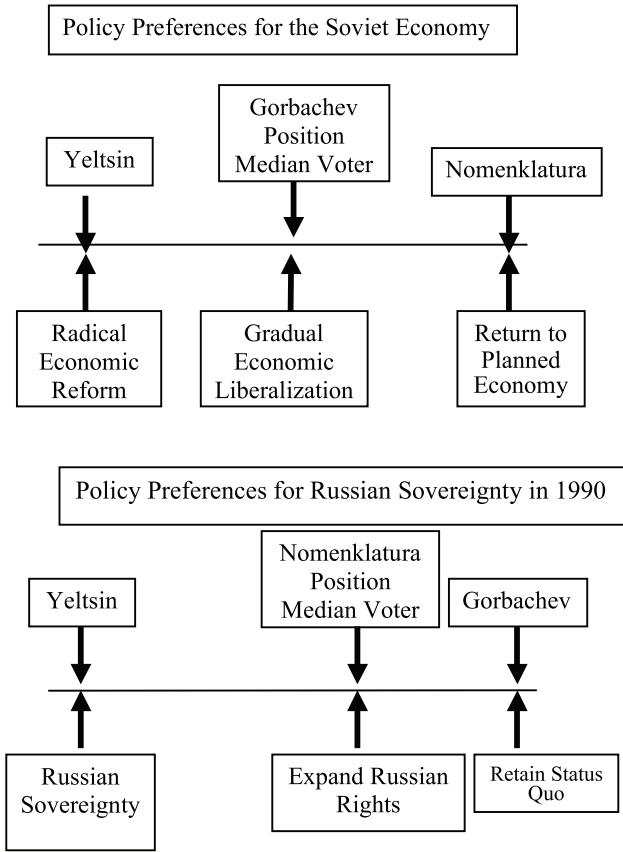 Policy Preferences for the Soviet Economy
Gorbachev
Position
Median Voter
Yeltsin
Nomenklatura
Radical
Economic
Reform
Gradual
Economic
Liberalization
Return to
Planned
Economy
Policy Preferences for Russian Sovereignty in 1990
Nomenklatura
Position
Median Voter
Yeltsin
Gorbachev
Russian
Sovereignty
Expand Russian
Rights
Retain Status
Quo